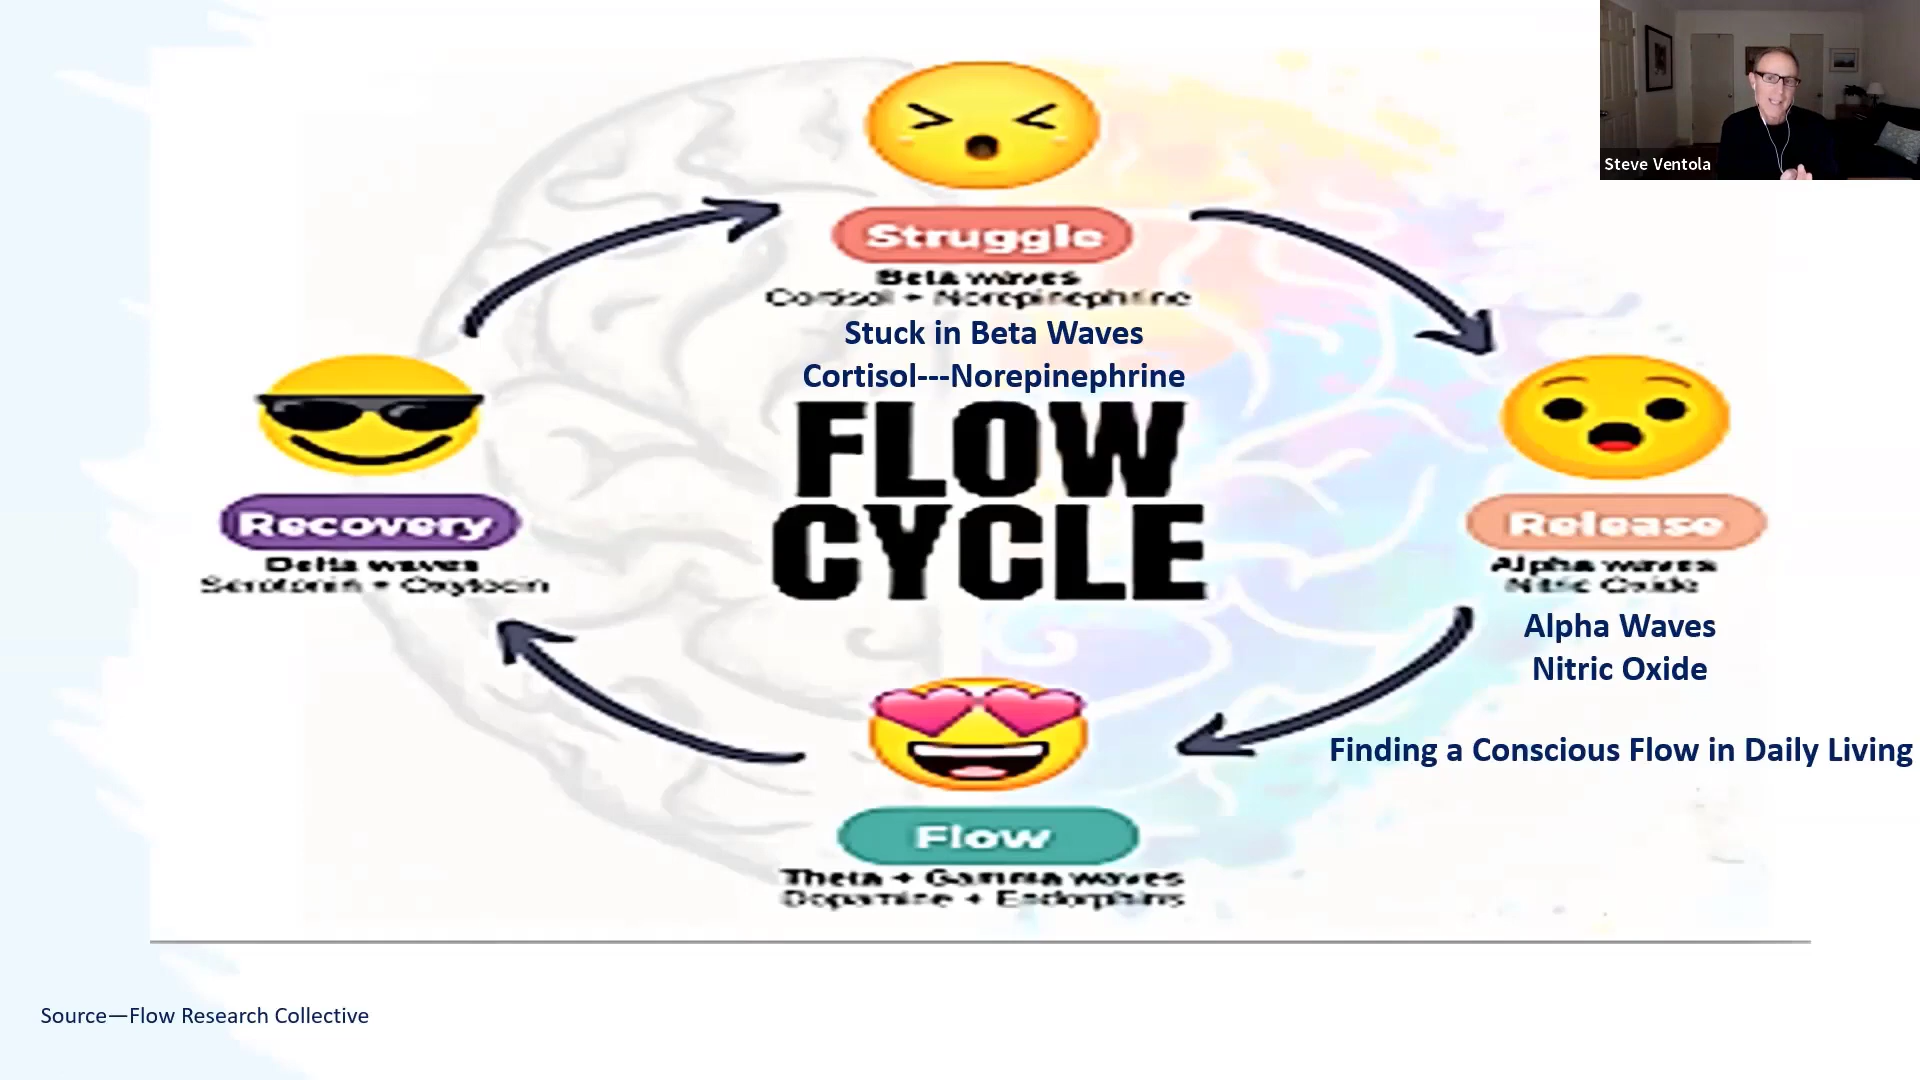 Steve Ventola
Struggle
Beta waves
Cortisol + Norepinephrine
Stuck in Beta Waves
Cortisol---Norepinephrine
FLOW
CYCLE
Recovery
Delta waves
Serotonin + Oxytocin
Release
Alpha waves
Nitric Oxide
Alpha Waves
Nitric Oxide
Finding a Conscious Flow in Daily Living
Flow
Theta + Gamma waves
Dopamine + Endorphins
Source—Flow Research Collective